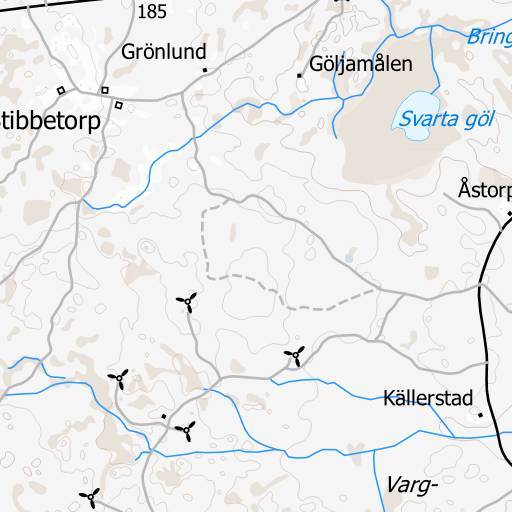 185
Grönlund
Göljamålen
Bring
Svarta göl
tibbetorp
Åstorp
Källerstad
Varg-